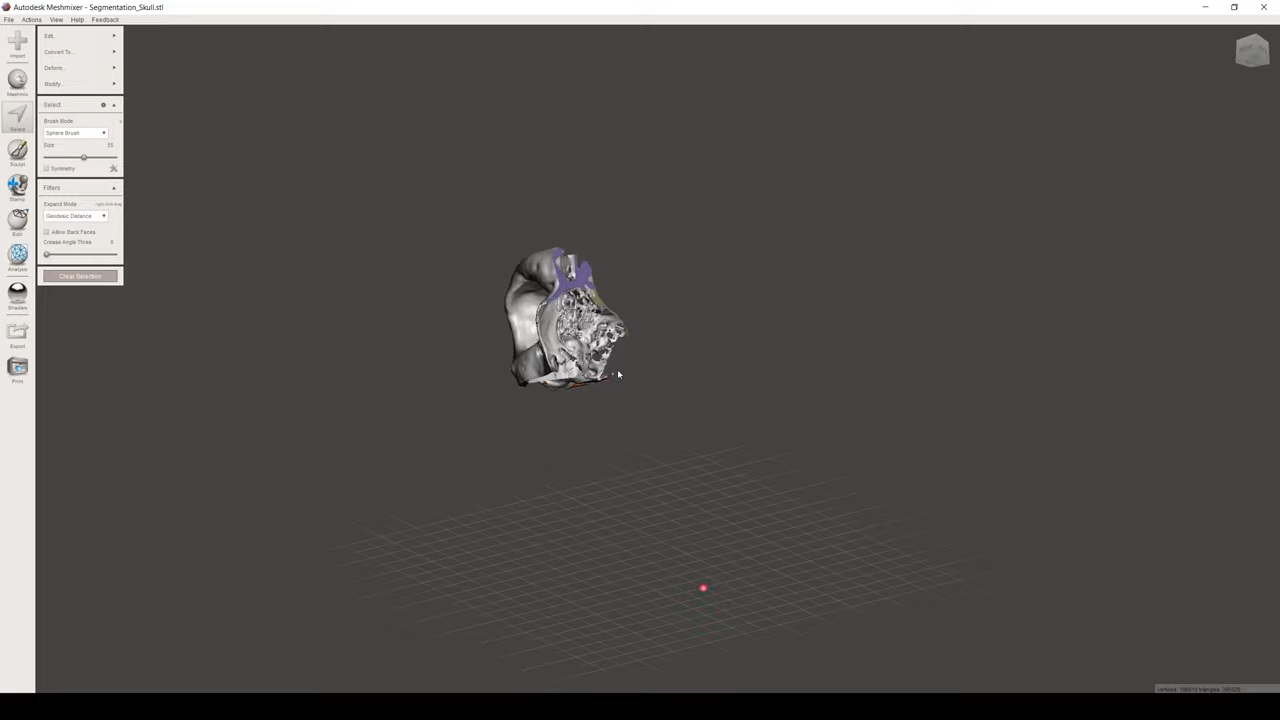 Autodesk Meshmixer - Segmentation_Skull.stl
File Actions View Help Feedback
Import
Meshmix
Select
Sculpt
Stamp
Edit
Analysis
Shaders
Export
Print
Edit...
Convert To...
Deform...
Modify...
Select
Brush Mode
Sphere Brush
Size
Symmetry
Filters
Expand Mode
Geodesic Distance
Allow Back Faces
Crease Angle Thres 0
Clear Selection